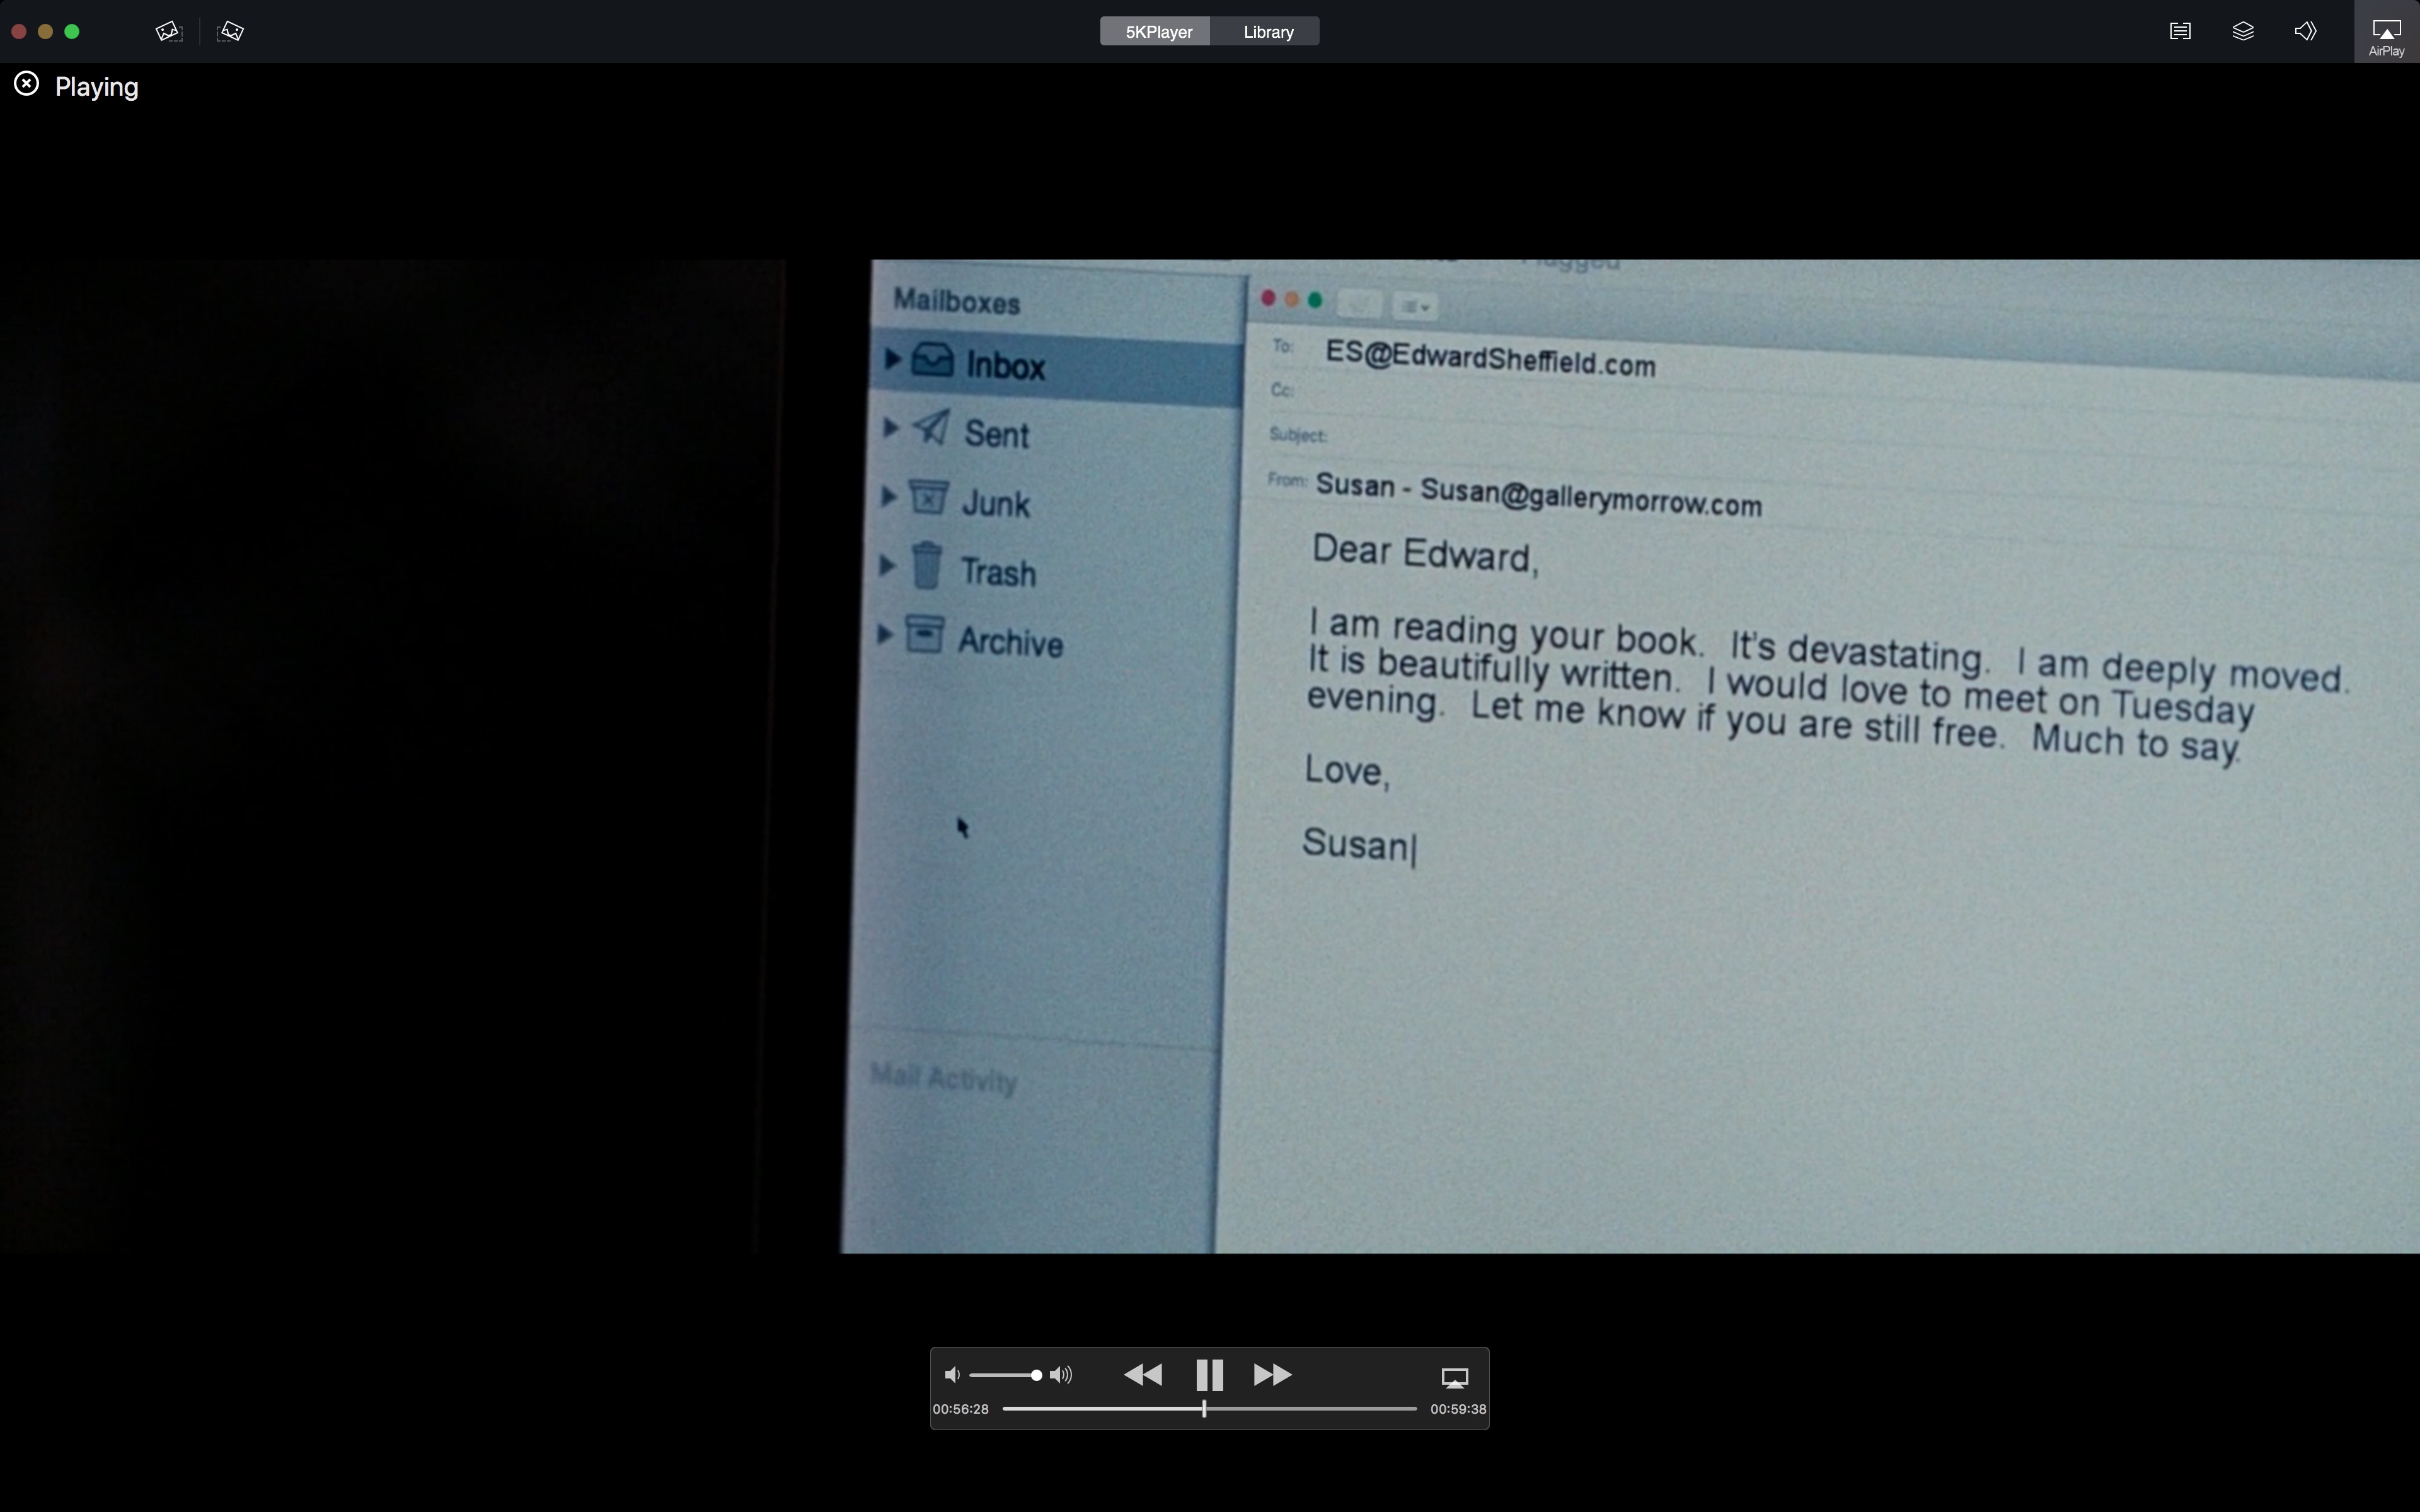 5KPlayer
Library
AirPlay
Playing
Flagged
Mailboxes
Inbox
Sent
Junk
Trash
Archive
Mail Activity
To: ES@EdwardSheffield.com
Cc:
Subject:
From: Susan - Susan@gallerymorrow.com
Dear Edward,
I am reading your book. It's devastating. I am deeply moved.
It is beautifully written. I would love to meet on Tuesday
evening. Let me know if you are still free. Much to say.
Love,
Susan
00:56:28
00:59:38